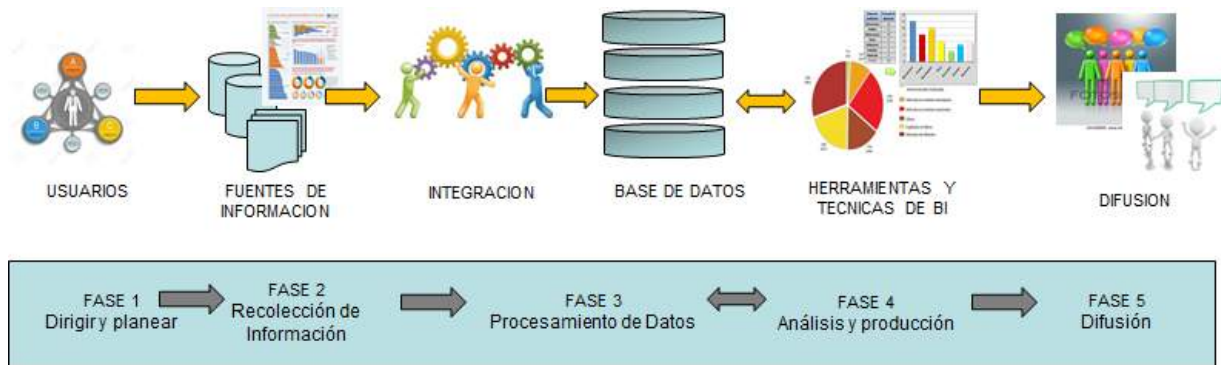 A
B
C
USUARIOS
FUENTES DE
INFORMACION
INTEGRACION
BASE DE DATOS
HERRAMIENTAS Y
TECNICAS DE BI
DIFUSION
FASE 1
Dirigir y planear
FASE 2
Recolección de
Información
FASE 3
Procesamiento de Datos
FASE 4
Análisis y producción
FASE 5
Difusión